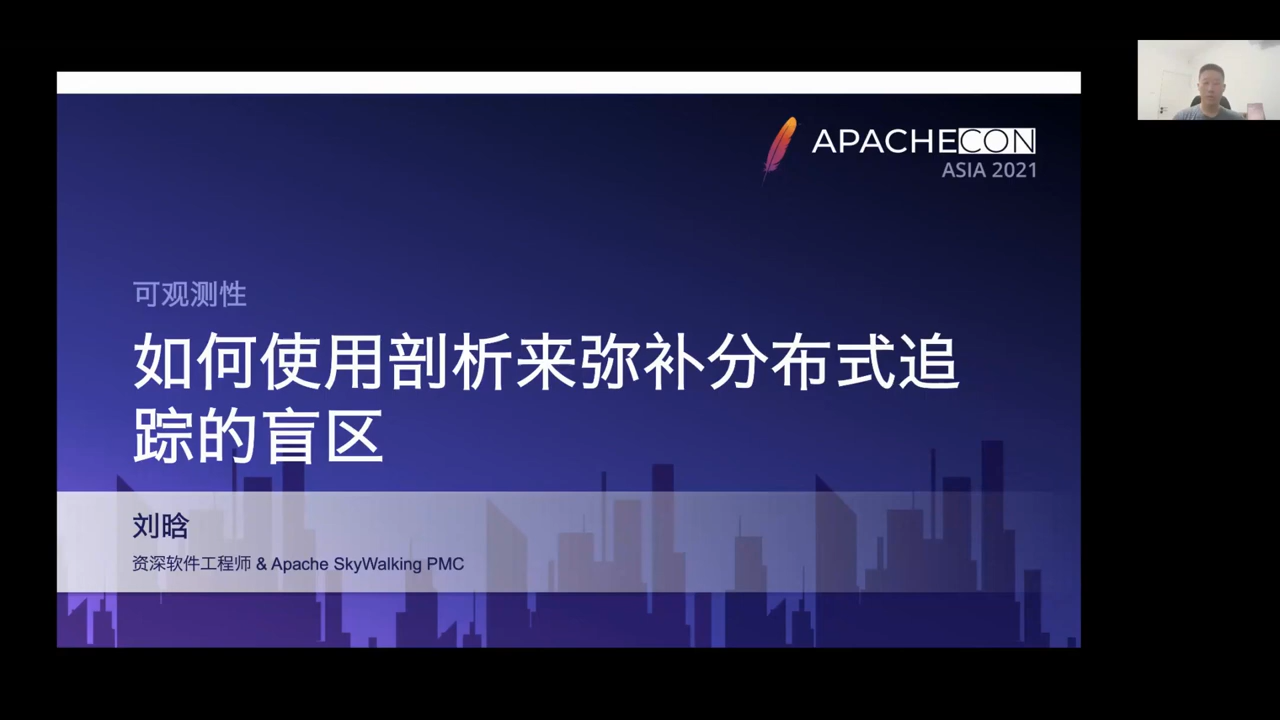 APACHECON
ASIA 2021
可观测性
如何使用剖析来弥补分布式追
踪的盲区
刘晗
资深软件工程师 & Apache SkyWalking PMC